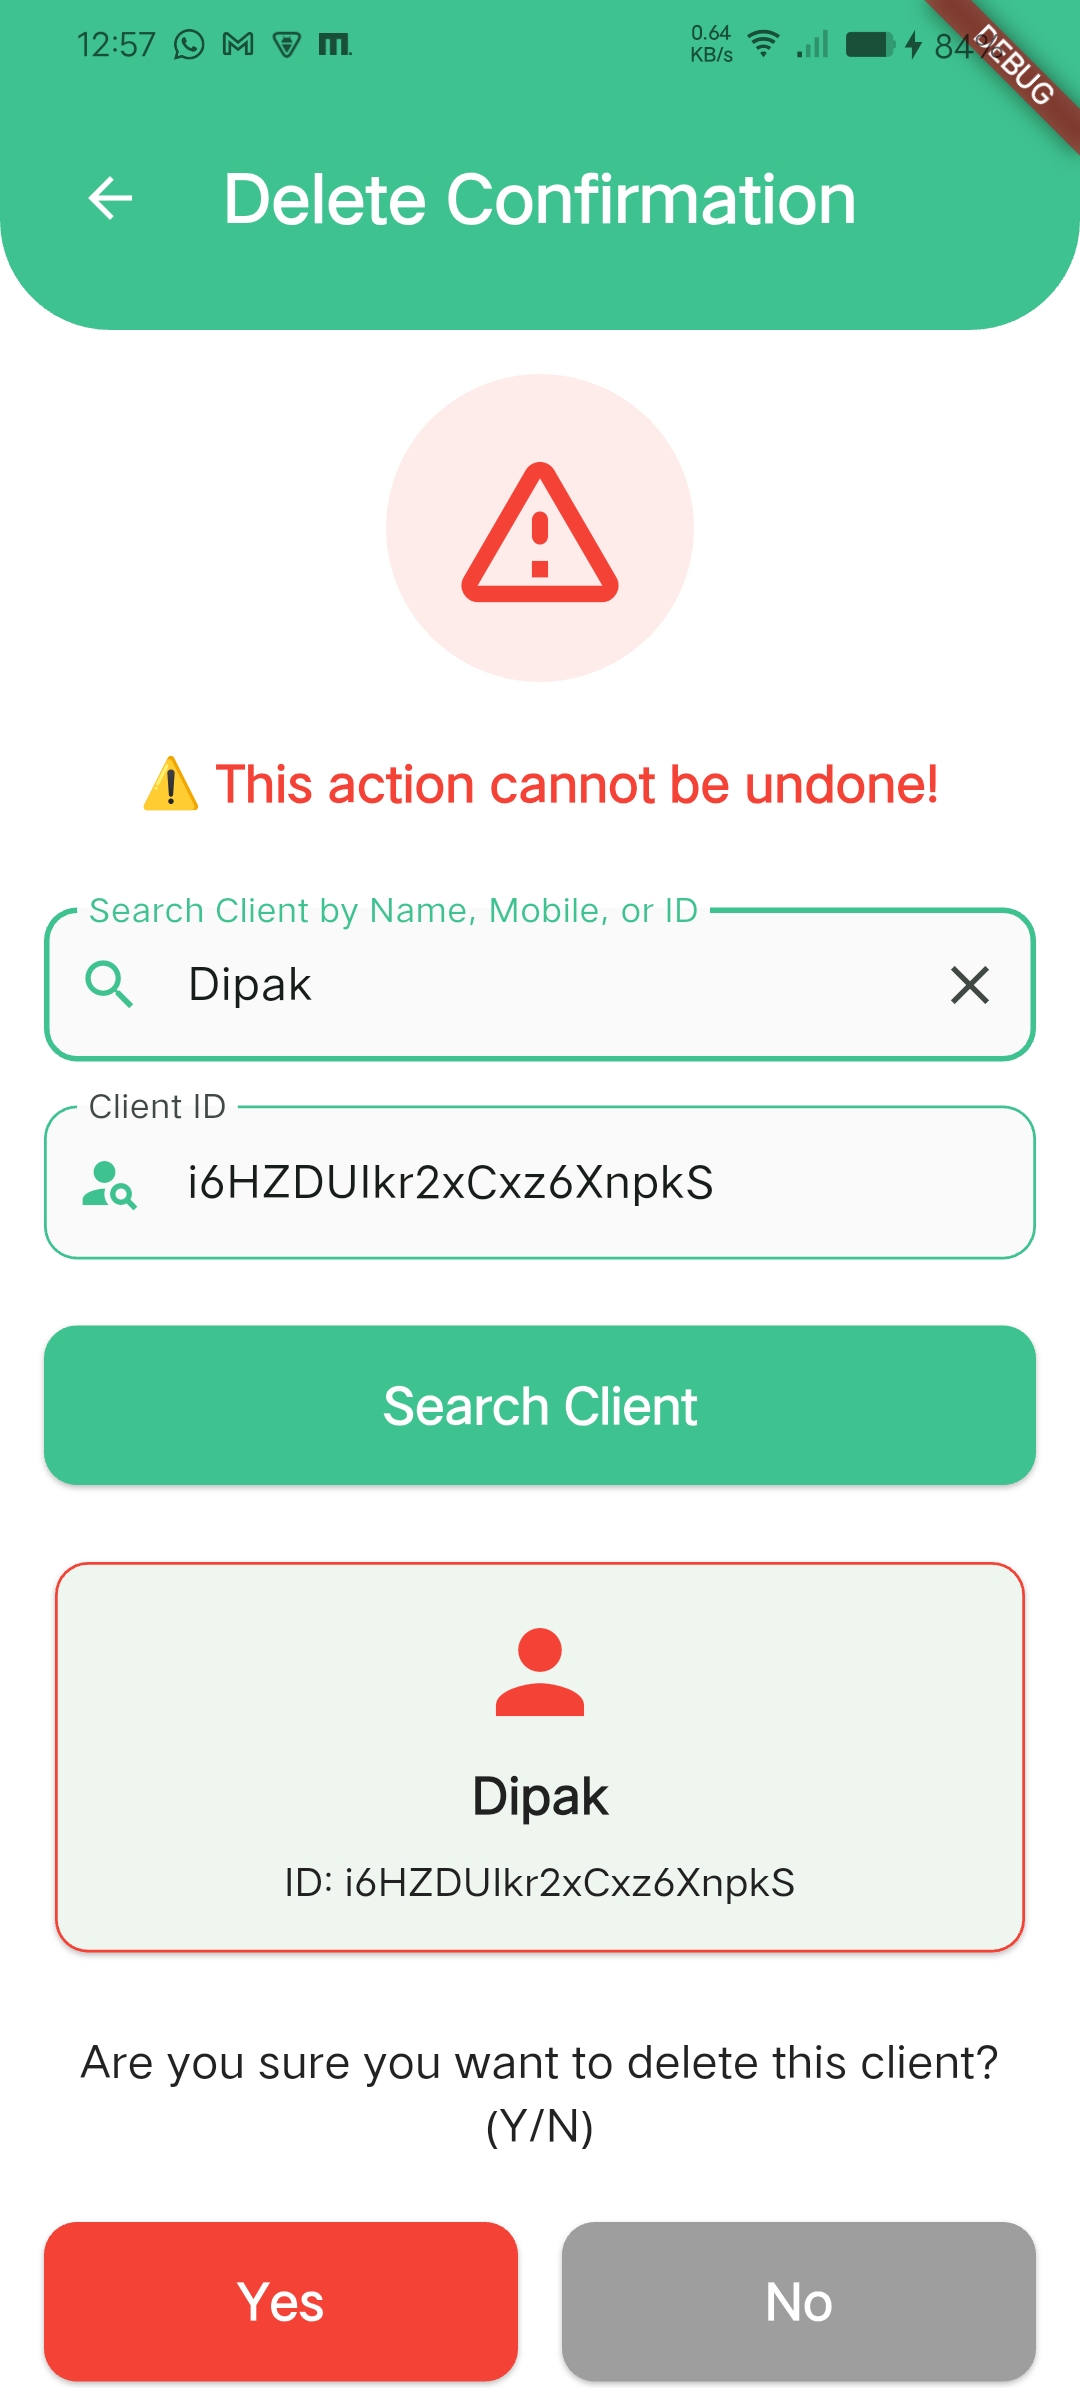 12:57
0.64
KB/s
84%
DEBUG
Delete Confirmation
⚠️ This action cannot be undone!
Search Client by Name, Mobile, or ID
Dipak
Client ID
i6HZDUIkr2xCxz6XnpkS
Search Client
Dipak
ID: i6HZDUIkr2xCxz6XnpkS
Are you sure you want to delete this client?
(Y/N)
Yes
No